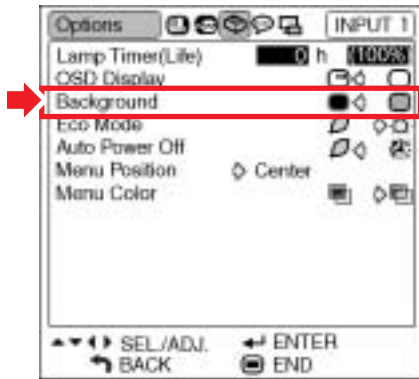 Options INPUT 1
Lamp Timer(Life) 0 h (100%)
OSD Display
Background
Eco Mode
Auto Power Off
Menu Position Center
Menu Color
SEL./ADJ. ENTER
BACK END